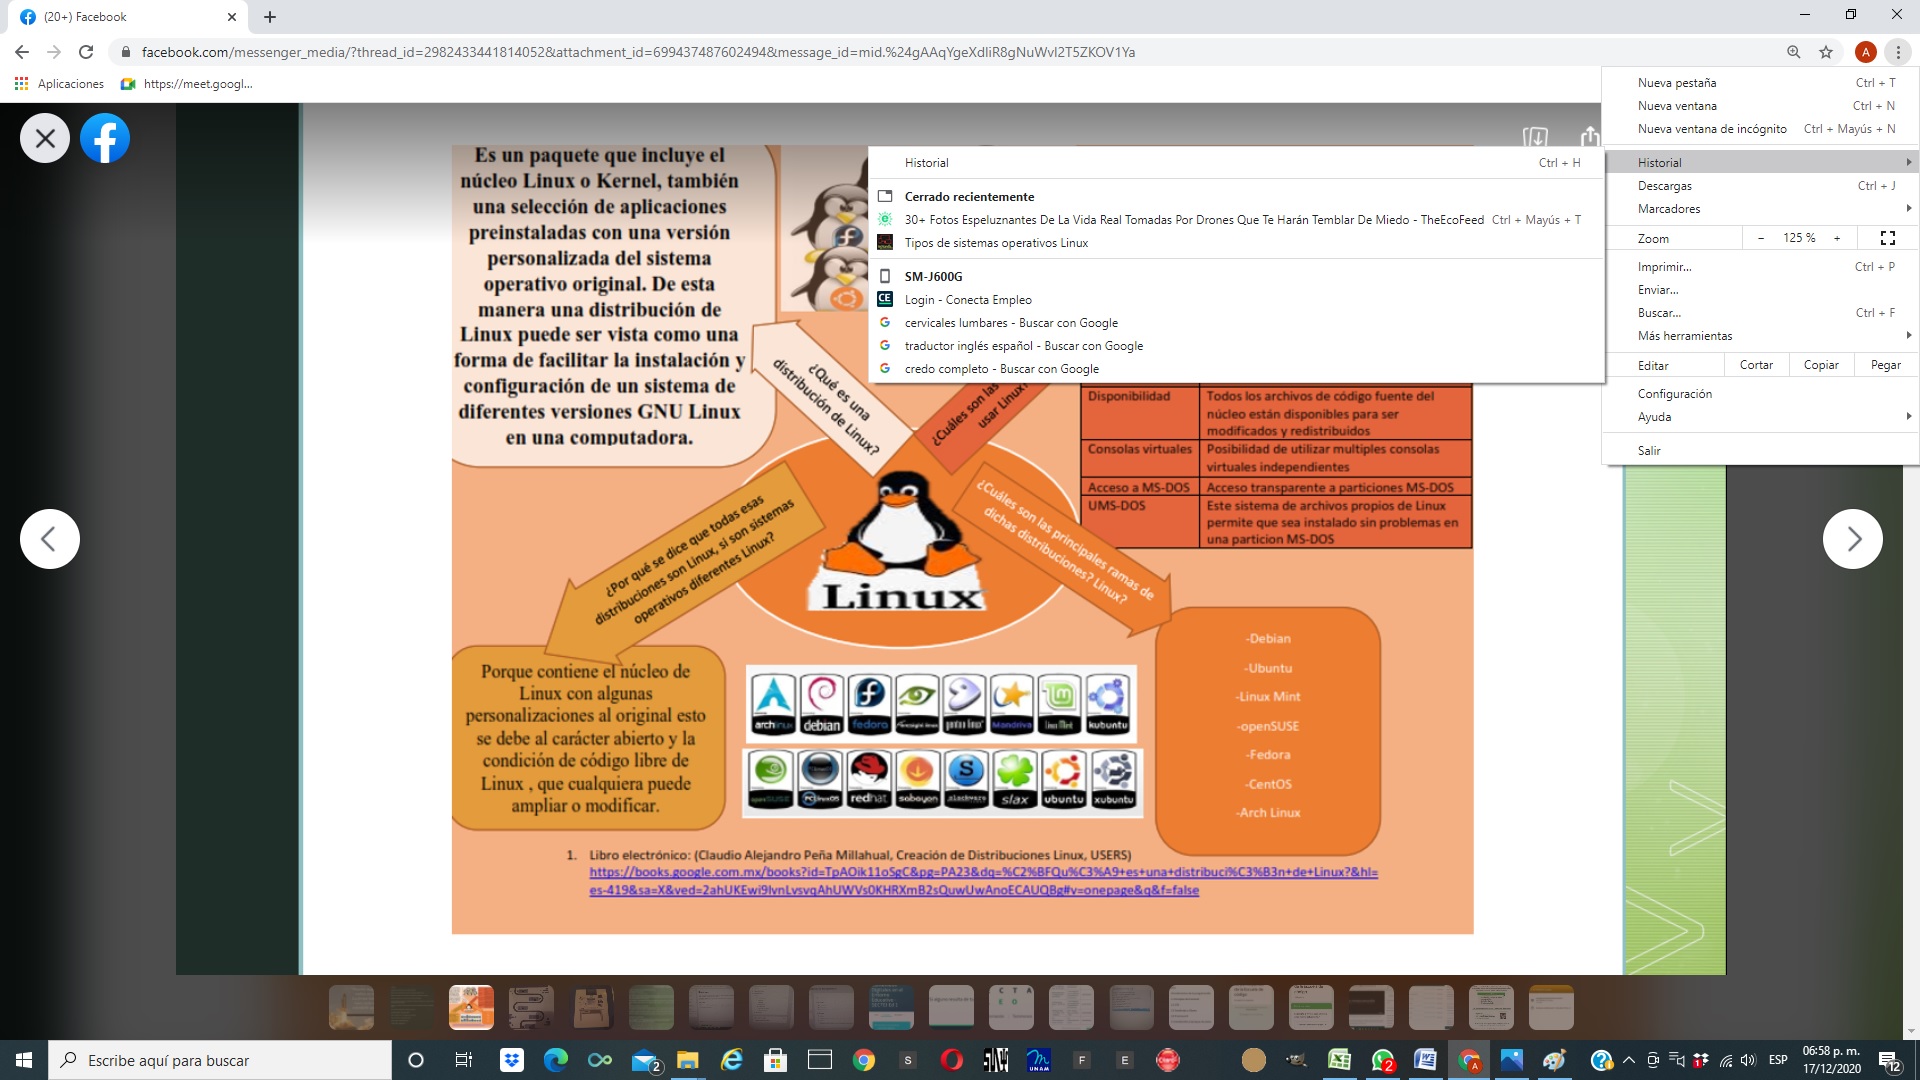 (20+) Facebook
facebook.com/messenger_media/?thread_id=2982433441814052&attachment_id=699437487602494&message_id=mid.%24gAAqYgeXdIiR8gNuWvl2T5ZKOV1Ya
A
Aplicaciones
https://meet.googl...
Nueva pestaña Ctrl + T
Nueva ventana Ctrl + N
Nueva ventana de incógnito Ctrl + Mayús + N
Historial
Descargas Ctrl + J
Marcadores
Zoom − 125 % +
Imprimir... Ctrl + P
Enviar...
Buscar... Ctrl + F
Más herramientas
Editar Cortar Copiar Pegar
Configuración
Ayuda
Salir
Historial Ctrl + H
Cerrado recientemente
30+ Fotos Espeluznantes De La Vida Real Tomadas Por Drones Que Te Harán Temblar De Miedo - TheEcoFeed Ctrl + Mayús + T
Tipos de sistemas operativos Linux
SM-J600G
CE Login - Conecta Empleo
cervicales lumbares - Buscar con Google
traductor inglés español - Buscar con Google
credo completo - Buscar con Google
Es un paquete que incluye el
núcleo Linux o Kernel, también
una selección de aplicaciones
preinstaladas con una versión
personalizada del sistema
operativo original. De esta
manera una distribución de
Linux puede ser vista como una
forma de facilitar la instalación y
configuración de un sistema de
diferentes versiones GNU Linux
en una computadora.
¿Qué es una
distribución de Linux?
¿Cuáles son las
usar Linux?
Disponibilidad Todos los archivos de código fuente del
núcleo están disponibles para ser
modificados y redistribuidos
Consolas virtuales Posibilidad de utilizar multiples consolas
virtuales independientes
Acceso a MS-DOS Acceso transparente a particiones MS-DOS
UMS-DOS Este sistema de archivos propios de Linux
permite que sea instalado sin problemas en
una particion MS-DOS
¿Por qué se dice que todas esas
distribuciones son Linux, si son sistemas
operativos diferentes Linux?
¿Cuáles son las principales ramas de
dichas distribuciones? Linux?
Linux
Porque contiene el núcleo de
Linux con algunas
personalizaciones al original esto
se debe al carácter abierto y la
condición de código libre de
Linux , que cualquiera puede
ampliar o modificar.
archlinux debian fedora Mandriva linux Mint kubuntu
openSUSE PCLinuxOS redhat sabayon slackware slax ubuntu xubuntu
-Debian
-Ubuntu
-Linux Mint
-openSUSE
-Fedora
-CentOS
-Arch Linux
1. Libro electrónico: (Claudio Alejandro Peña Millahual, Creación de Distribuciones Linux, USERS)
https://books.google.com.mx/books?id=TpAOik11oSgC&pg=PA23&dq=%C2%BFQu%C3%A9+es+una+distribuci%C3%B3n+de+Linux?&hl=
es-419&sa=X&ved=2ahUKEwi9lvnLvsvqAhUWVs0KHRXmB2sQuwUwAnoECAUQBg#v=onepage&q&f=false
Escribe aquí para buscar
2
S
UNAM
F
E
2
A
ESP
06:58 p. m.
17/12/2020
12